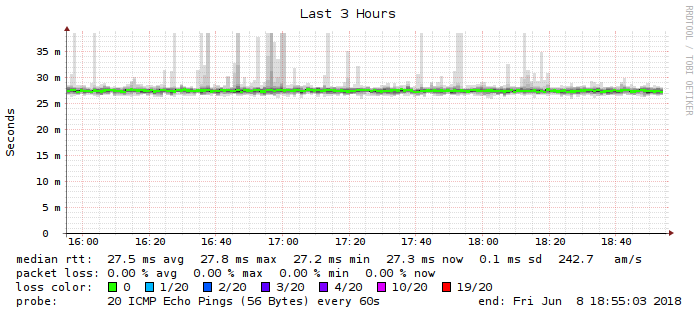 Last 3 Hours
RRDTOOL / TOBI OETIKER
Seconds
35 m
30 m
25 m
20 m
15 m
10 m
5 m
0
16:00 16:20 16:40 17:00 17:20 17:40 18:00 18:20 18:40
median rtt: 27.5 ms avg 27.8 ms max 27.2 ms min 27.3 ms now 0.1 ms sd 242.7 am/s
packet loss: 0.00 % avg 0.00 % max 0.00 % min 0.00 % now
loss color: 0 1/20 2/20 3/20 4/20 10/20 19/20
probe: 20 ICMP Echo Pings (56 Bytes) every 60s end: Fri Jun 8 18:55:03 2018